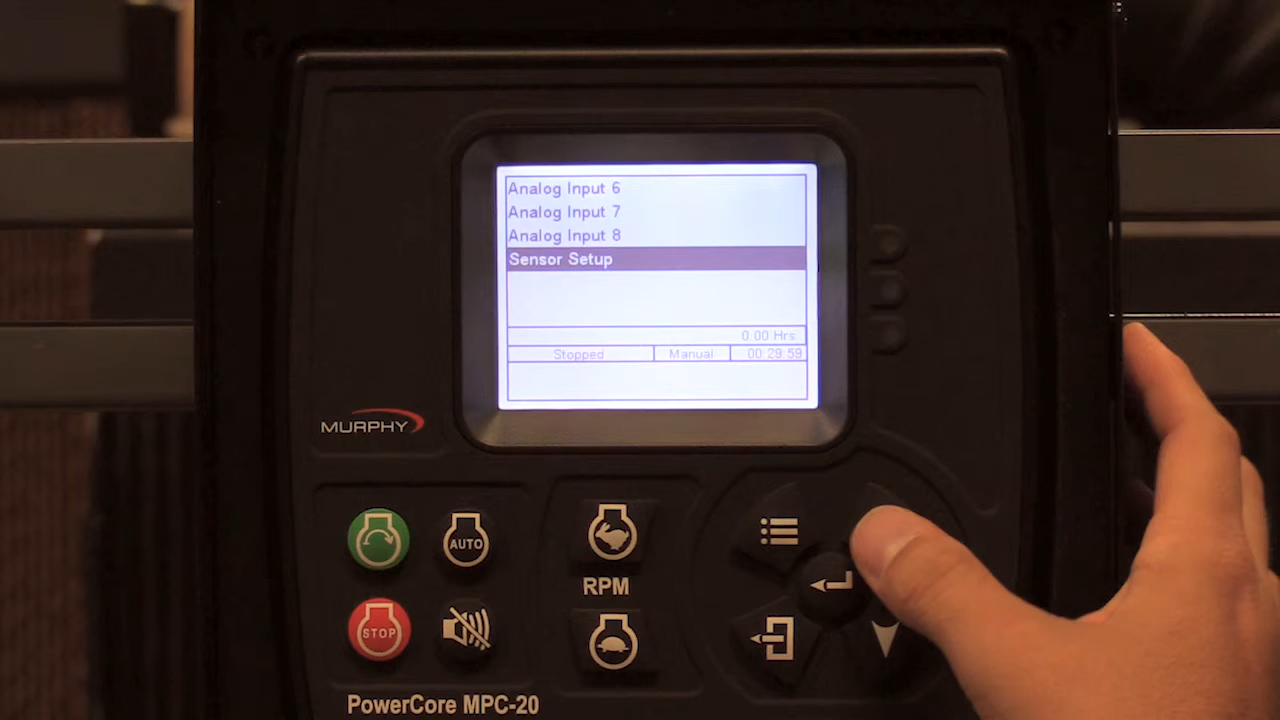 Analog Input 6
Analog Input 7
Analog Input 8
Sensor Setup
0.00 Hrs
Stopped
Manual
00:29:59
MURPHY
AUTO
RPM
STOP
PowerCore MPC-20